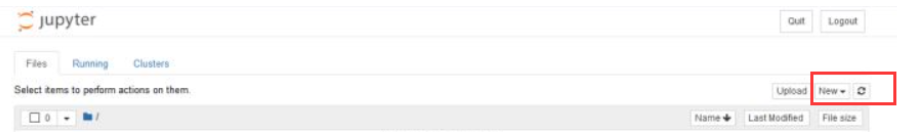 jupyter Quit Logout
Files Running Clusters
Select items to perform actions on them. Upload New
0 / Name Last Modified File size